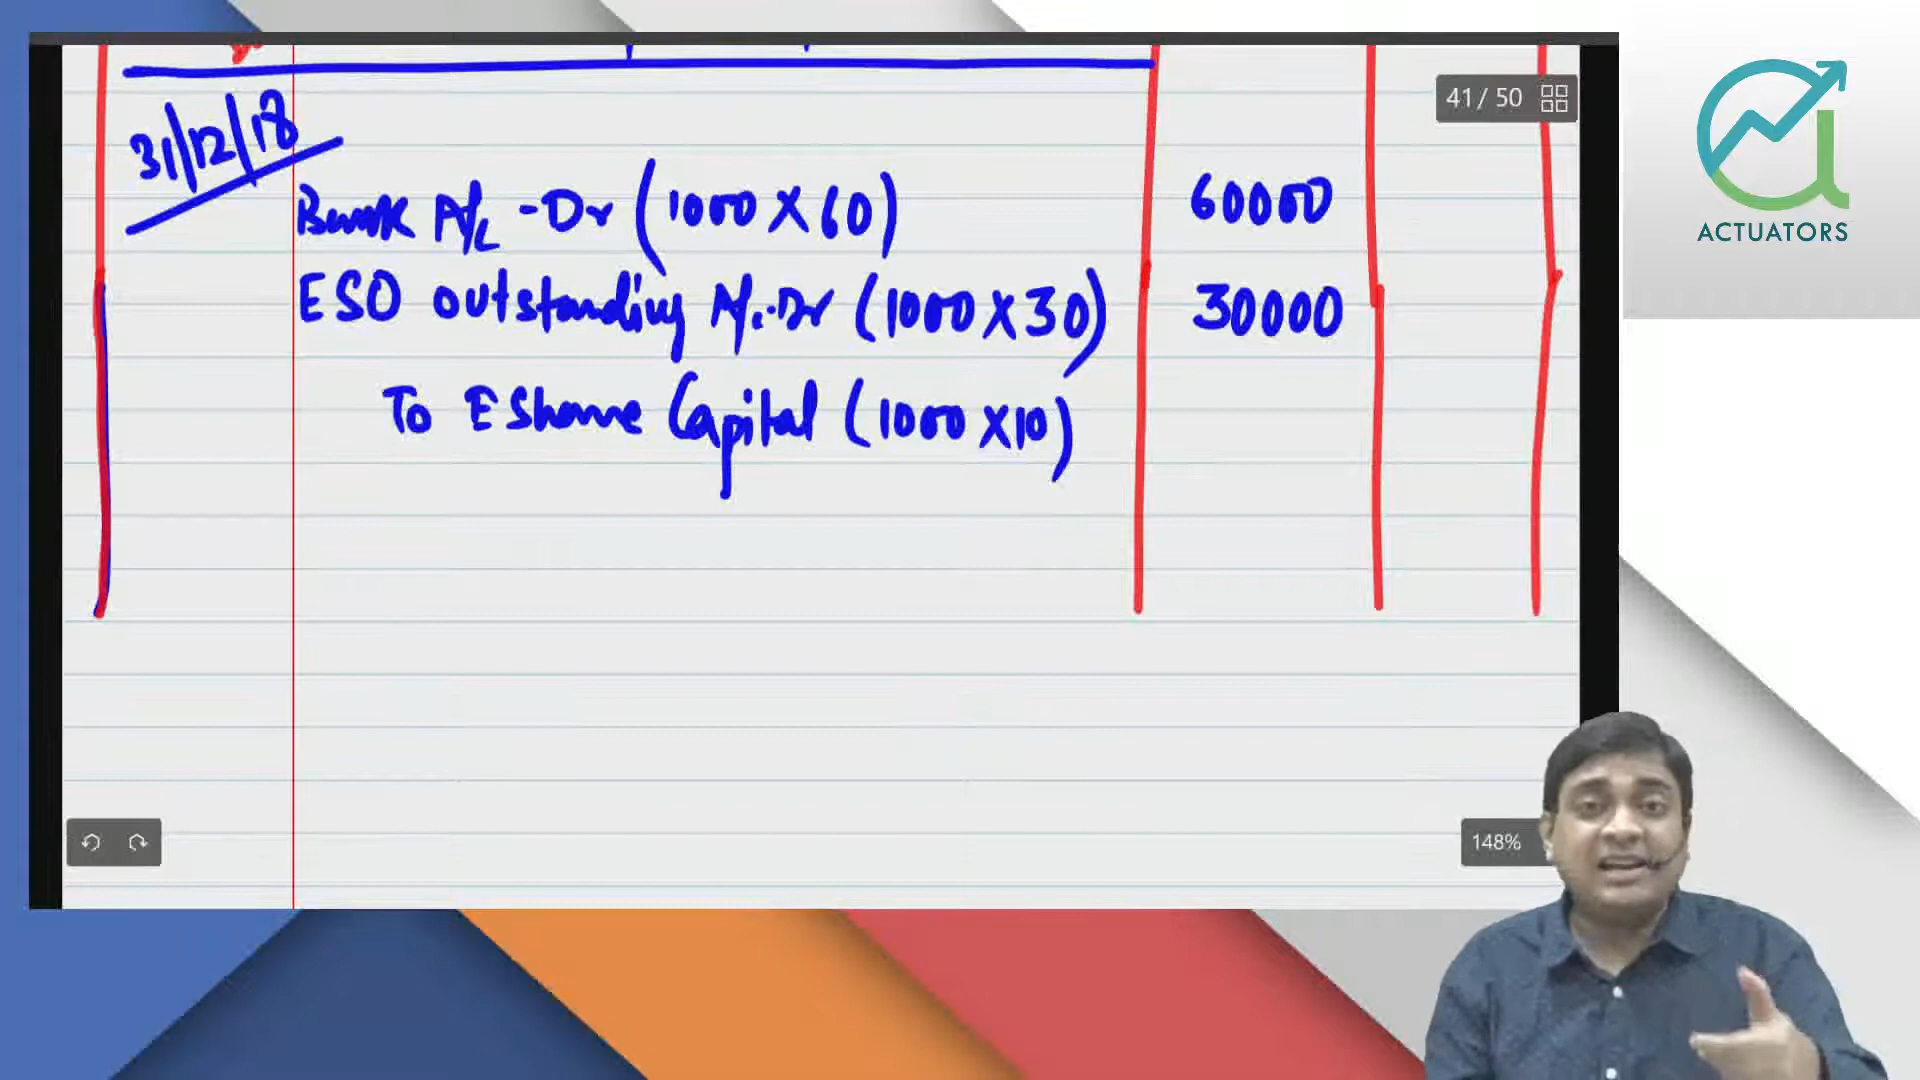 41 / 50
ACTUATORS
31/12/18
Bank A/c -Dr (1000 X 60) 60000
ESO outstanding A/c.Dr (1000 X 30) 30000
To E Share Capital (1000 X 10)
148%